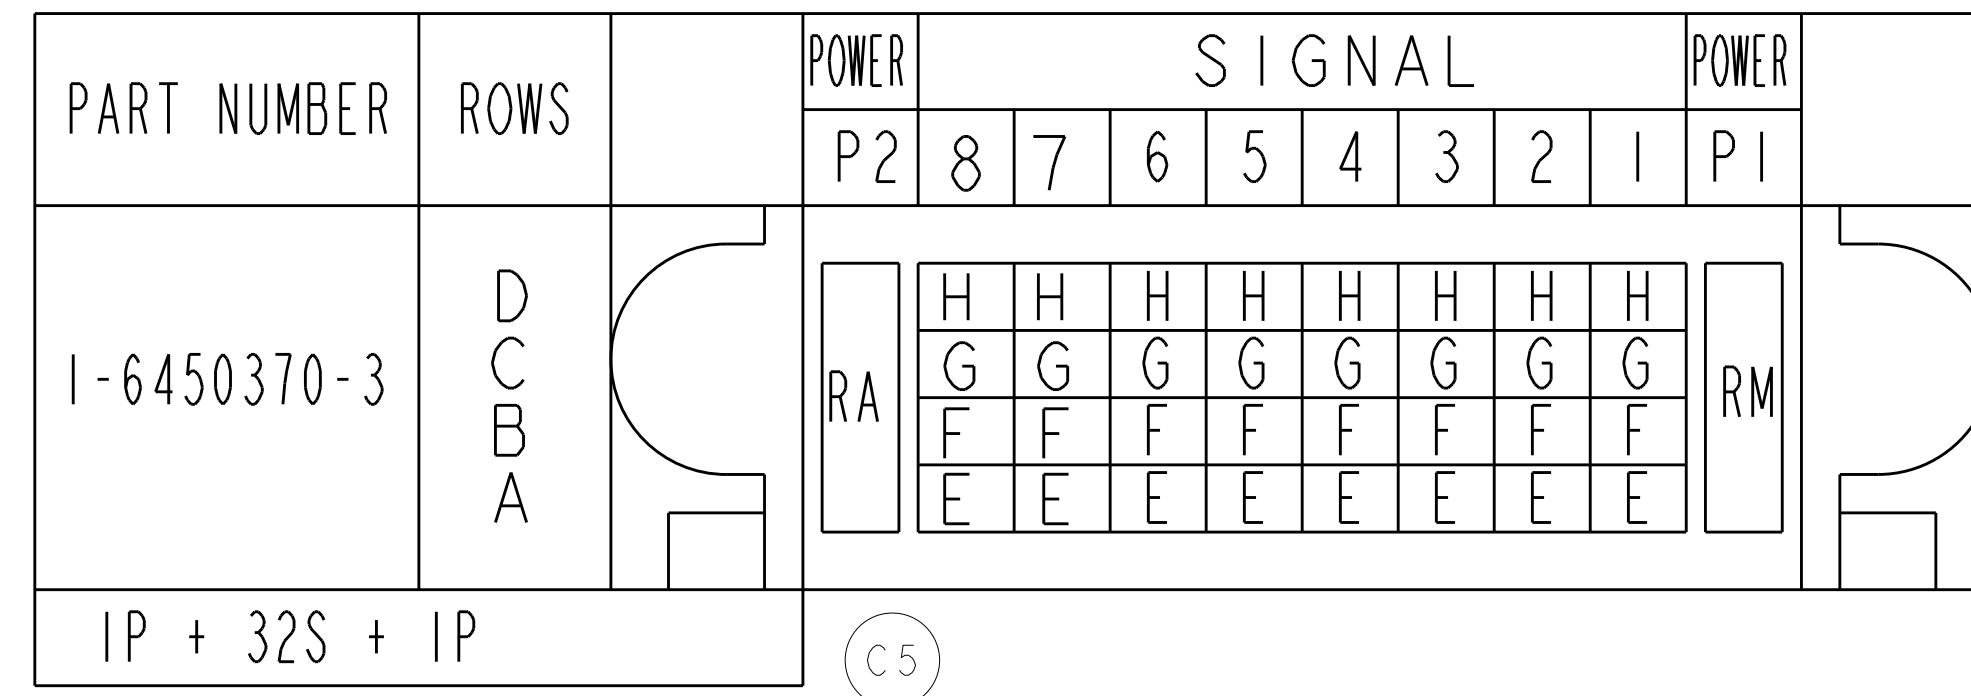 POWER SIGNAL POWER
PART NUMBER ROWS
P2 8 7 6 5 4 3 2 1 P1
D H H H H H H H H
C G G G G G G G G
1-6450370-3 RA RM
B F F F F F F F F
A E E E E E E E E
1P + 32S + 1P
C5